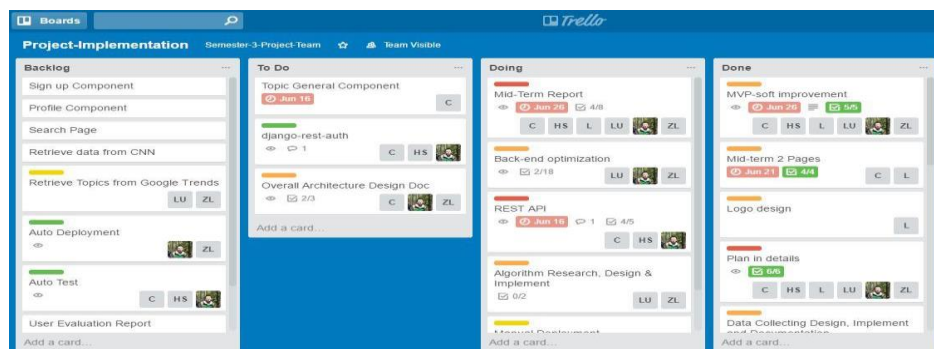 Boards
Trello
Project-Implementation Semester-3-Project-Team Team Visible
Backlog
Sign up Component
Profile Component
Search Page
Retrieve data from CNN
Retrieve Topics from Google Trends
LU ZL
Auto Deployment
ZL
Auto Test
C HS
User Evaluation Report
Add a card...
To Do
Topic General Component
Jun 16
C
django-rest-auth
1
C HS
Overall Architecture Design Doc
2/3
C ZL
Add a card...
Doing
Mid-Term Report
Jun 26 4/8
C HS L LU ZL
Back-end optimization
2/18
LU ZL
REST API
Jun 16 1 4/5
C HS
Algorithm Research, Design &
Implement
0/2
LU ZL
Manual Deployment
Add a card...
Done
MVP-soft improvement
Jun 26 5/5
C HS L LU ZL
Mid-term 2 Pages
Jun 21 4/4
C L
Logo design
L
Plan in details
6/6
C HS L LU ZL
Data Collecting Design, Implement
and Documentation
Add a card...